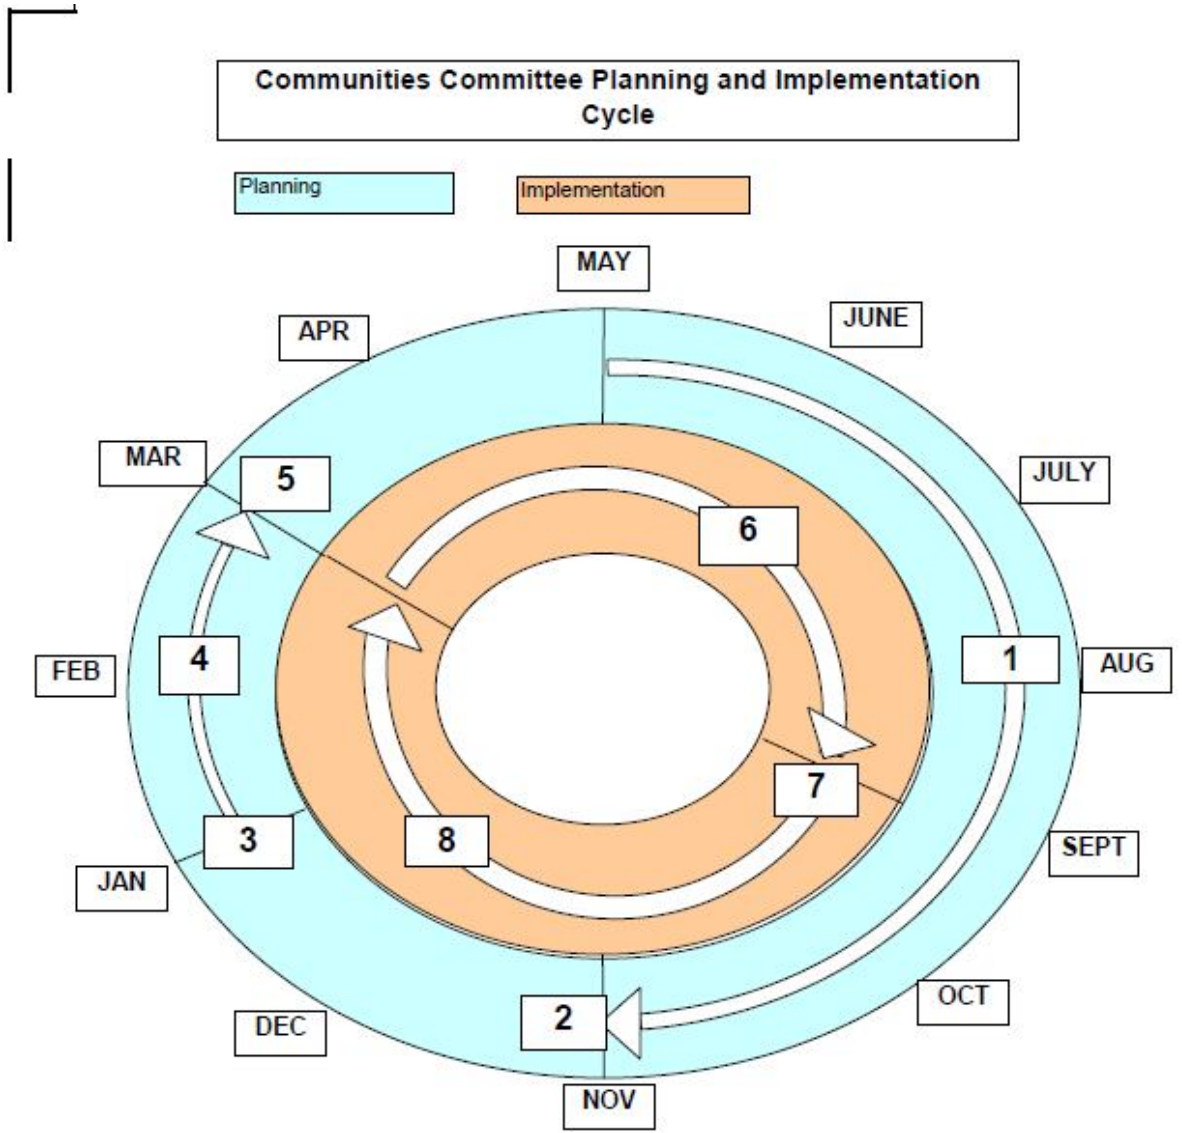 Communities Committee Planning and Implementation
Cycle
Planning
Implementation
MAY
JUNE
APR
MAR
5
JULY
6
4
1
FEB
AUG
7
3
8
SEPT
JAN
OCT
2
DEC
NOV